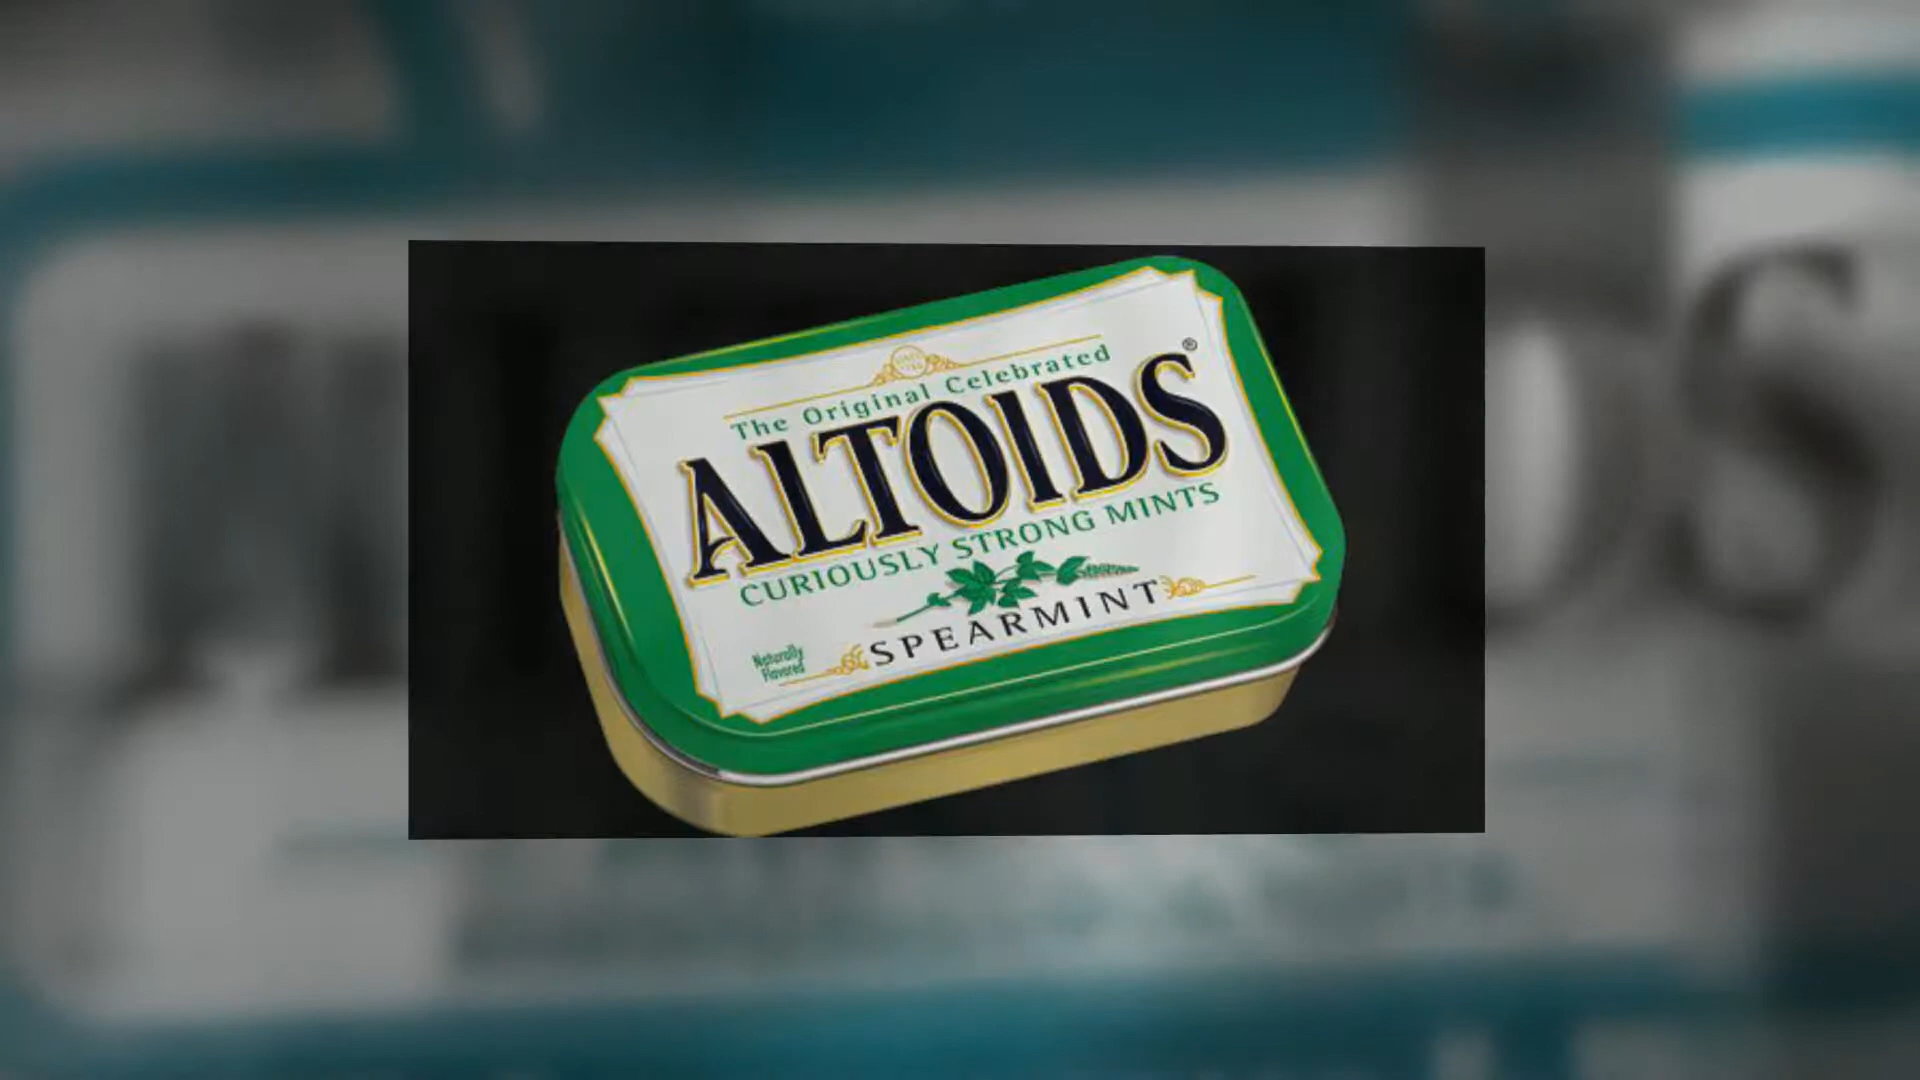 The Original Celebrated
ALTOIDS®
CURIOUSLY STRONG MINTS
SPEARMINT
Naturally
Flavored